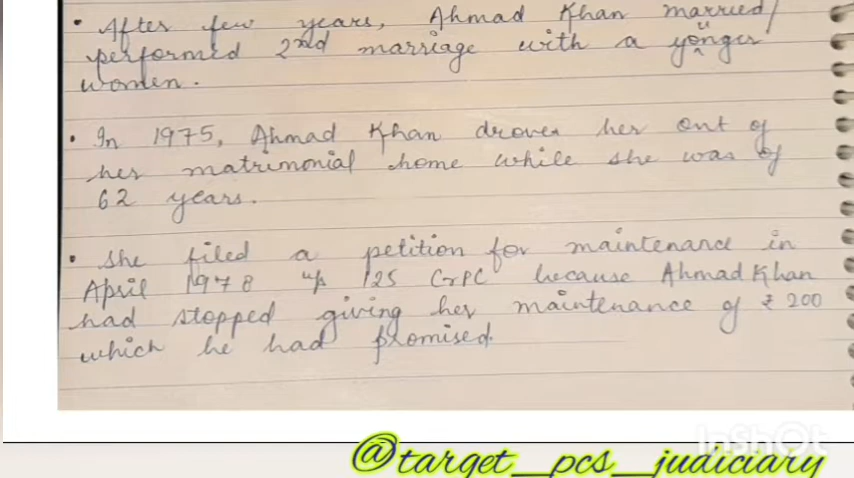 • After few years, Ahmad Khan married/
performed 2nd marriage with a younger
women.
• In 1975, Ahmad Khan droven her out of
her matrimonial home while she was of
62 years.
• She filed a petition for maintenance in
April 1978 u/s 125 CrPC because Ahmad Khan
had stopped giving her maintenance of ₹ 200
which he had promised.
InShot
@target_pcs_judiciary